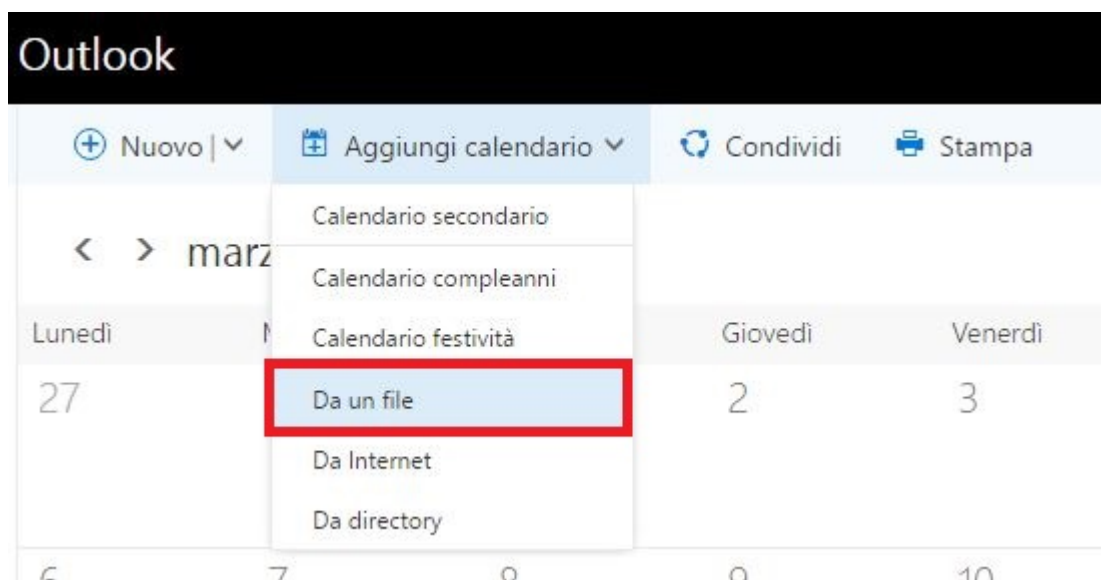 Outlook
Nuovo | Aggiungi calendario Condividi Stampa
Calendario secondario
< > marz
Calendario compleanni
Lunedì Calendario festività Giovedì Venerdì
27 Da un file 2 3
Da Internet
Da directory